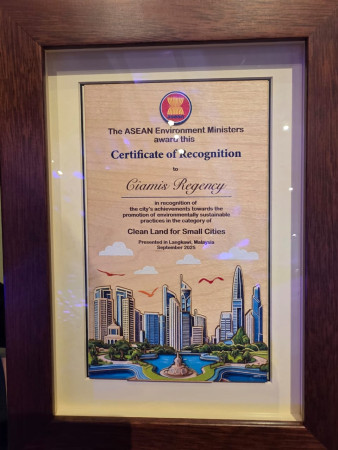 The ASEAN Environment Ministers
award this
Certificate of Recognition
to
Ciamis Regency
in recognition of
the city's achievements towards the
promotion of environmentally sustainable
practices in the category of
Clean Land for Small Cities
Presented in Langkawi, Malaysia
September 2025